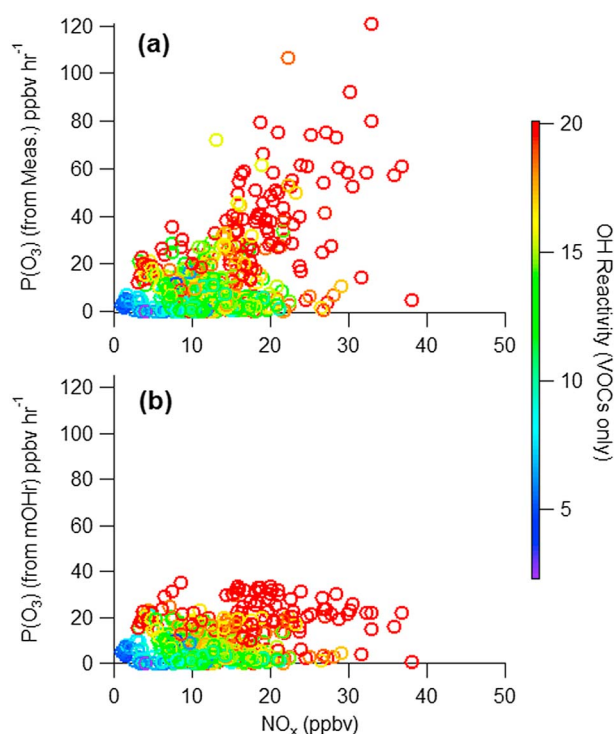 (a)
P(O₃) (from Meas.) ppbv hr⁻¹
120
100
80
60
40
20
0
0 10 20 30 40 50
(b)
P(O₃) (from mOHr) ppbv hr⁻¹
120
100
80
60
40
20
0
0 10 20 30 40 50
NOₓ (ppbv)
20
15
10
5
OH Reactivity (VOCs only)